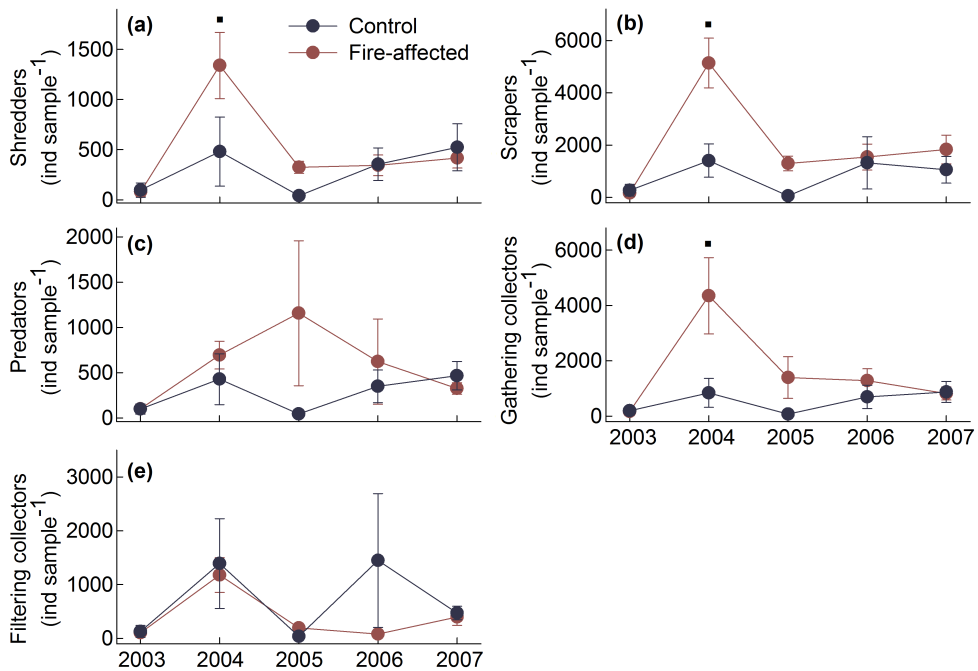 (a)
Control
Fire-affected
Shredders
(ind sample⁻¹)
1500
1000
500
0
(b)
Scrapers
(ind sample⁻¹)
6000
4000
2000
0
(c)
Predators
(ind sample⁻¹)
2000
1500
1000
500
0
(d)
Gathering collectors
(ind sample⁻¹)
6000
4000
2000
0
2003 2004 2005 2006 2007
(e)
Filtering collectors
(ind sample⁻¹)
3000
2000
1000
0
2003 2004 2005 2006 2007